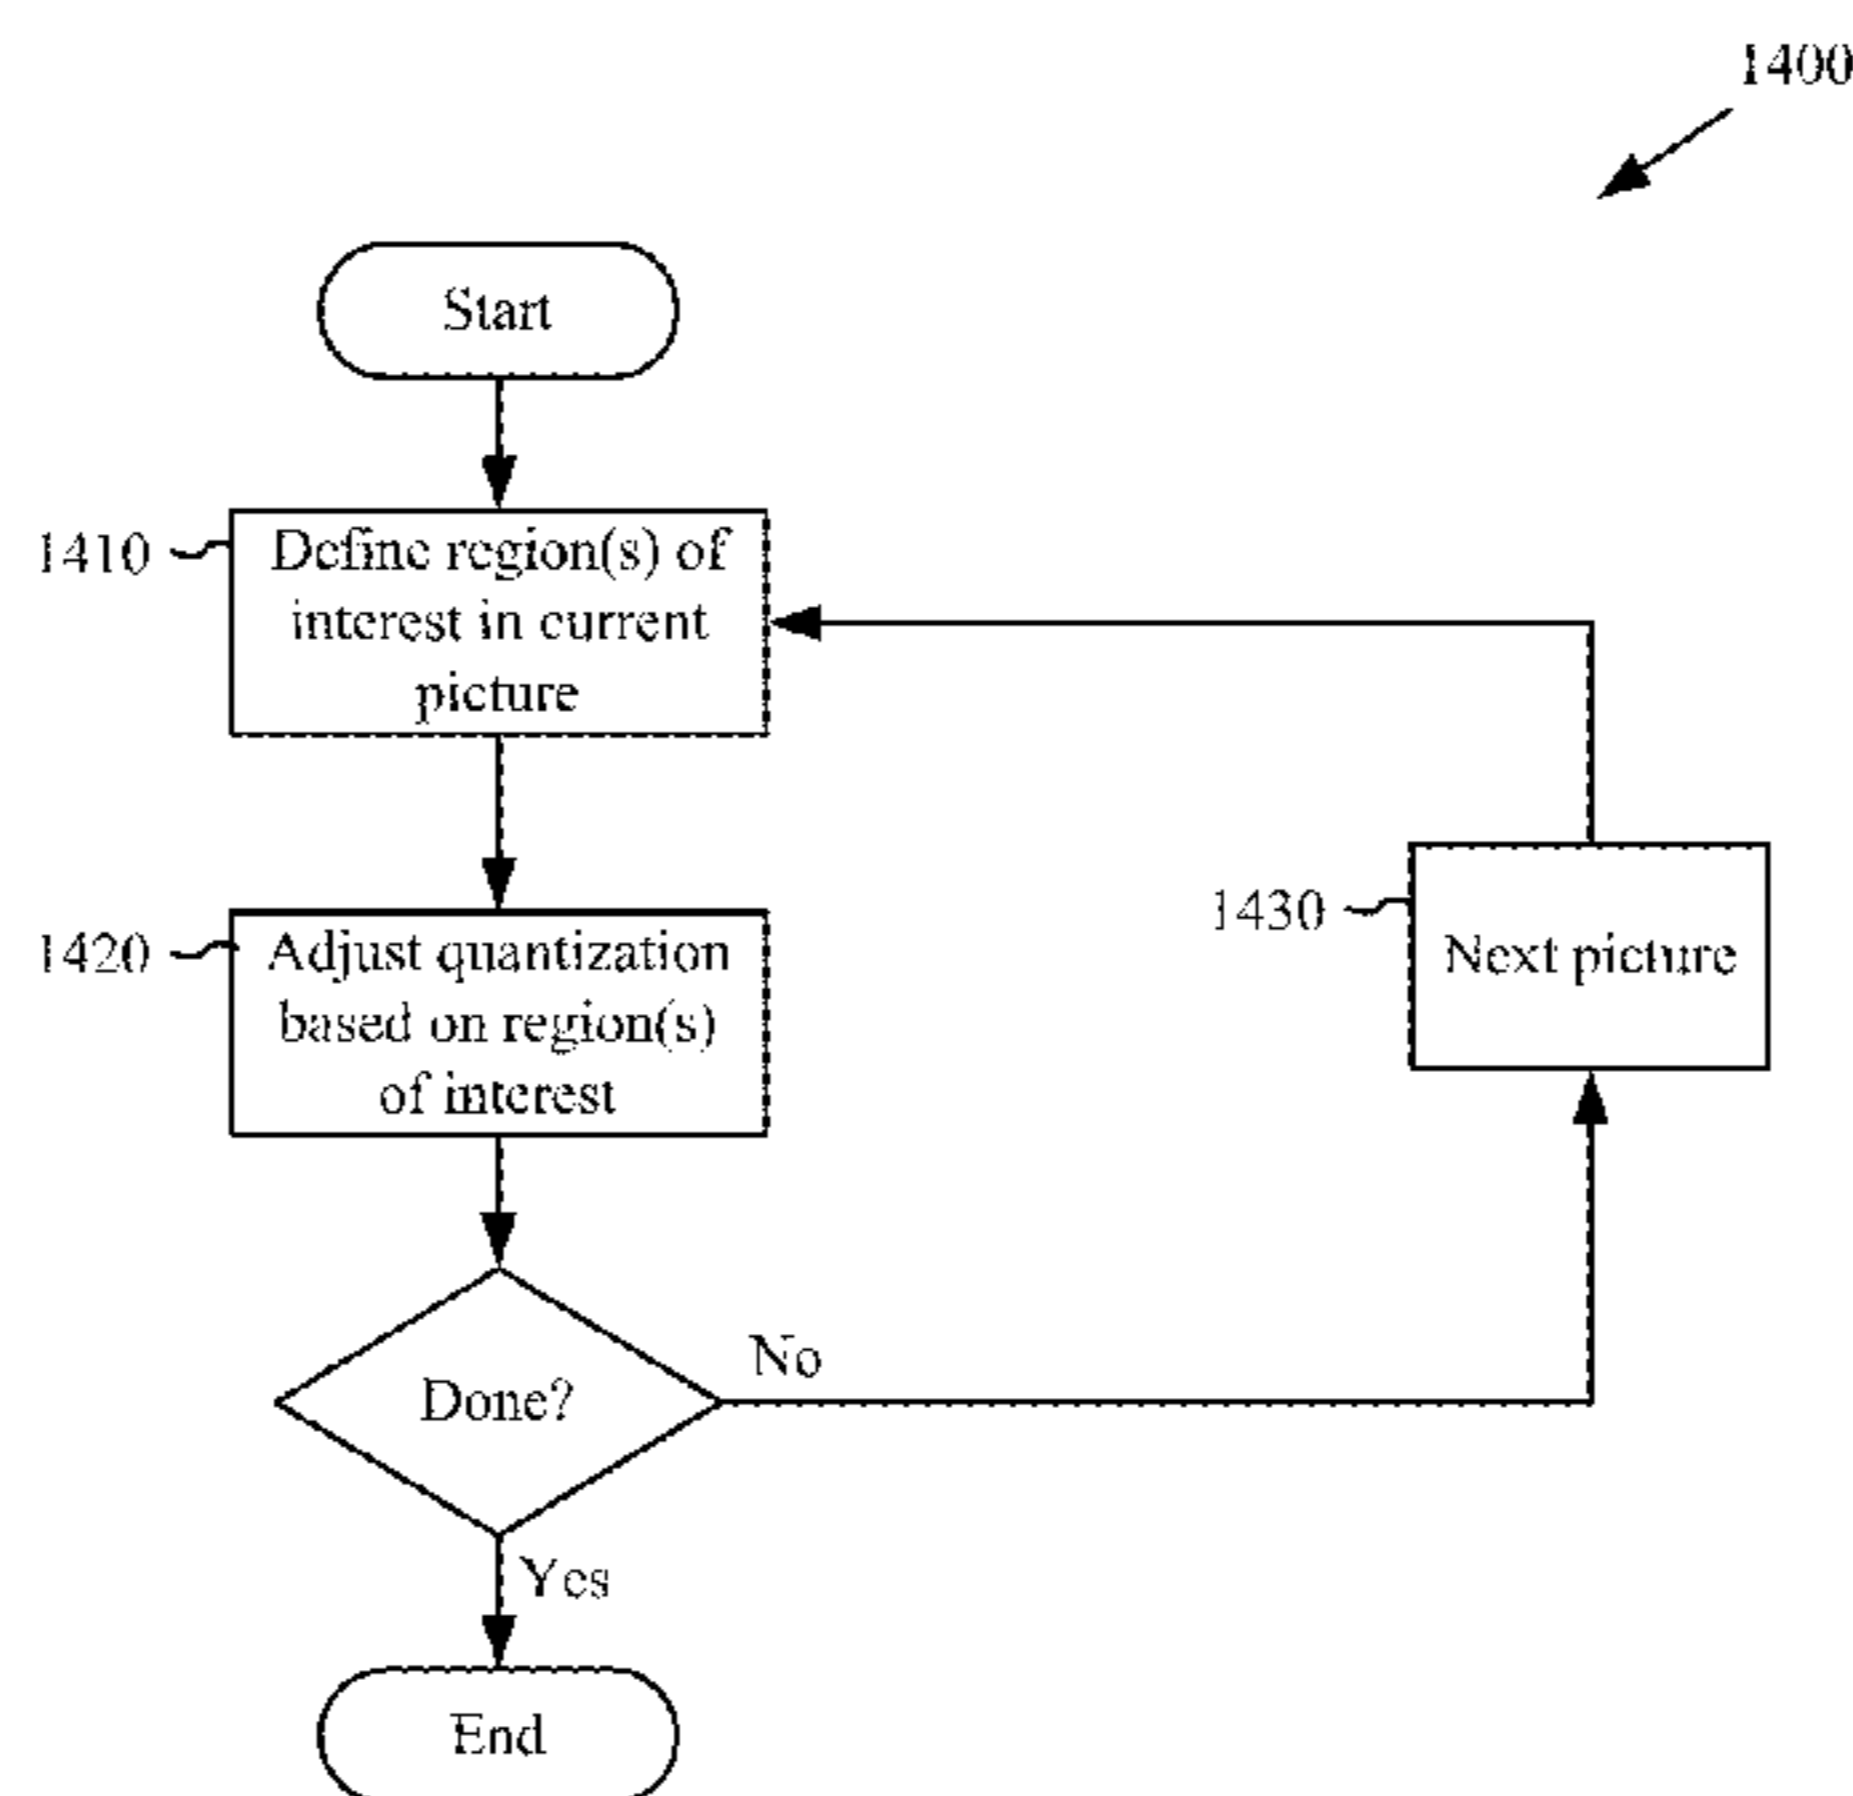 1400
Start
1410
Define region(s) of
interest in current
picture
1420
Adjust quantization
based on region(s)
of interest
1430
Next picture
Done?
No
Yes
End